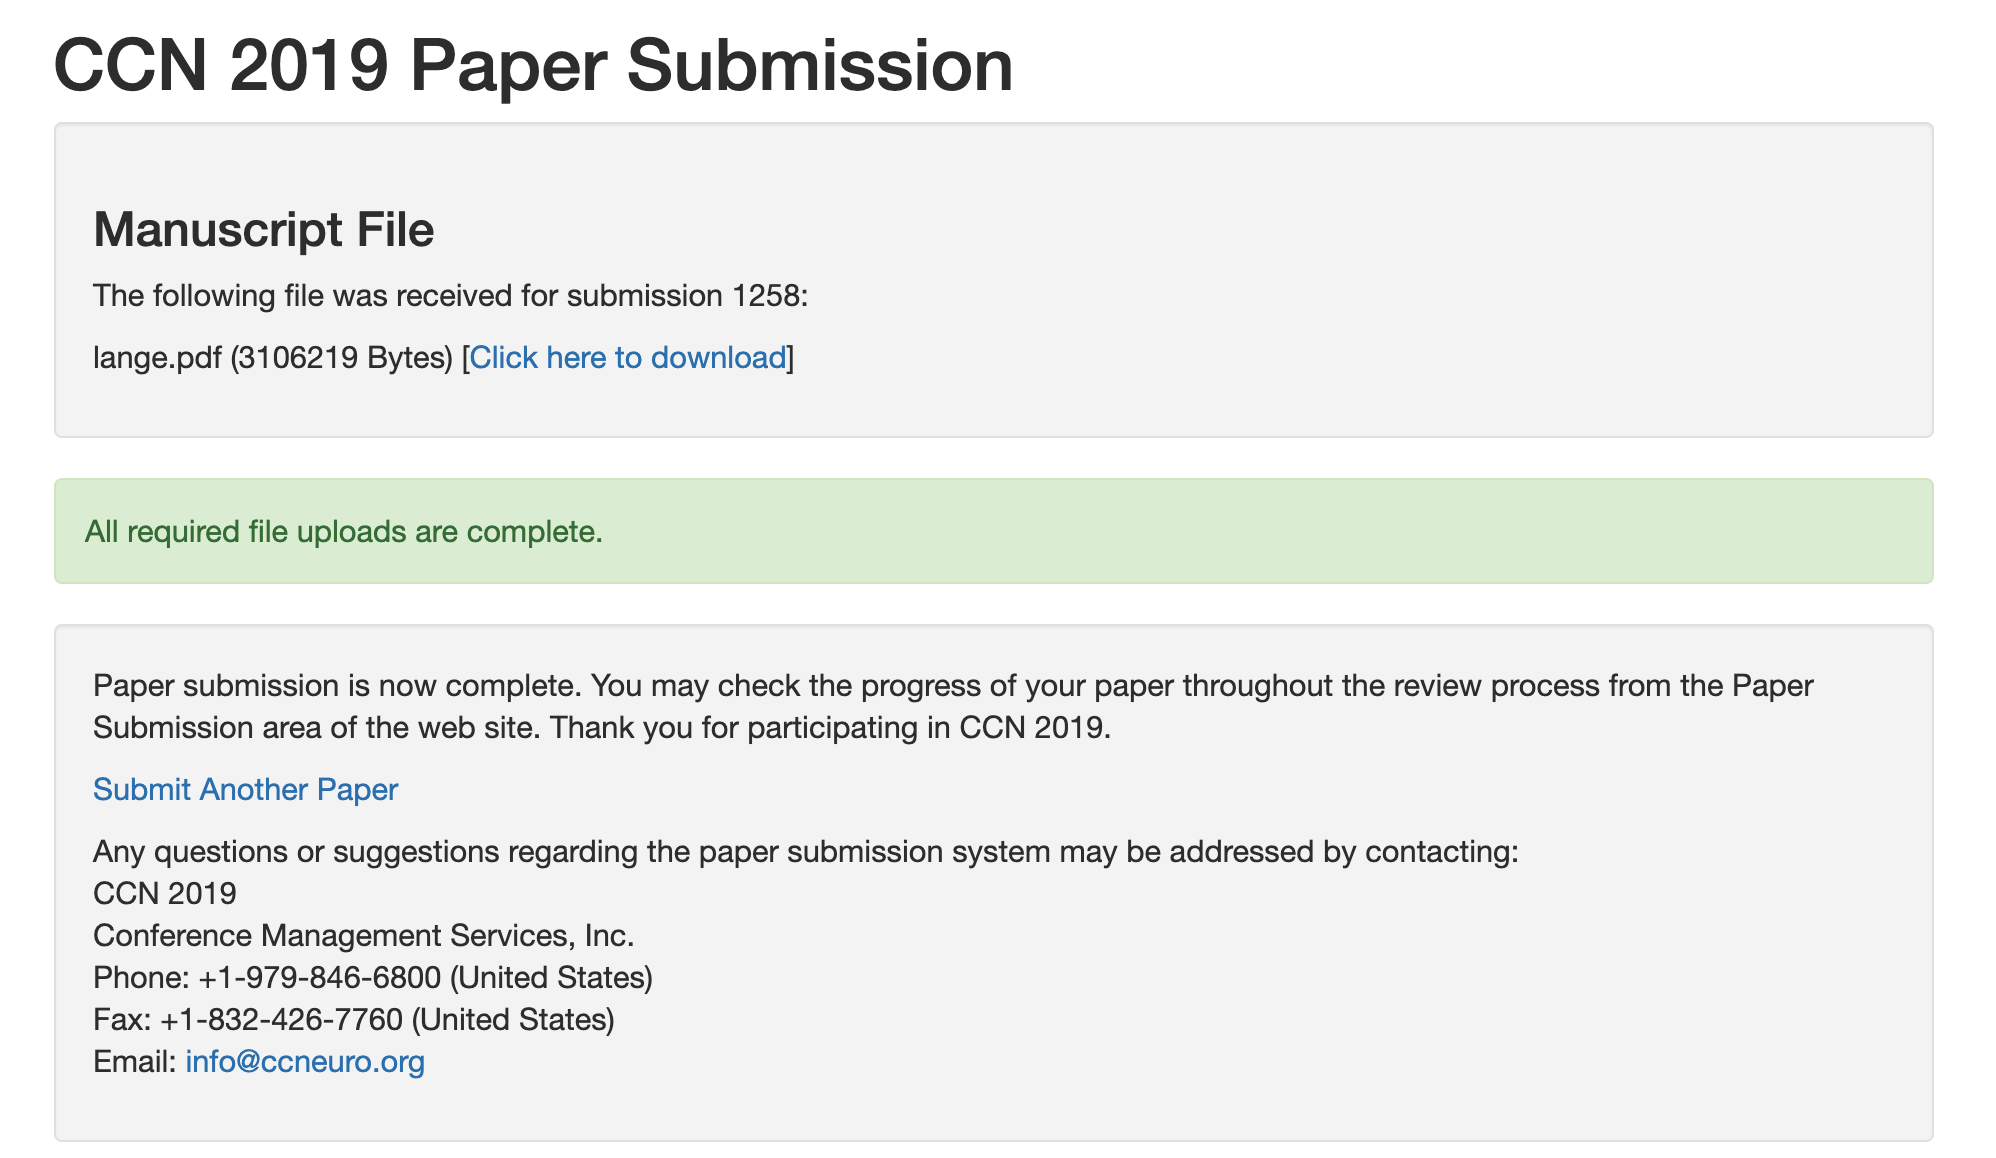 CCN 2019 Paper Submission
Manuscript File
The following file was received for submission 1258:
lange.pdf (3106219 Bytes) [Click here to download]
All required file uploads are complete.
Paper submission is now complete. You may check the progress of your paper throughout the review process from the Paper
Submission area of the web site. Thank you for participating in CCN 2019.
Submit Another Paper
Any questions or suggestions regarding the paper submission system may be addressed by contacting:
CCN 2019
Conference Management Services, Inc.
Phone: +1-979-846-6800 (United States)
Fax: +1-832-426-7760 (United States)
Email: info@ccneuro.org